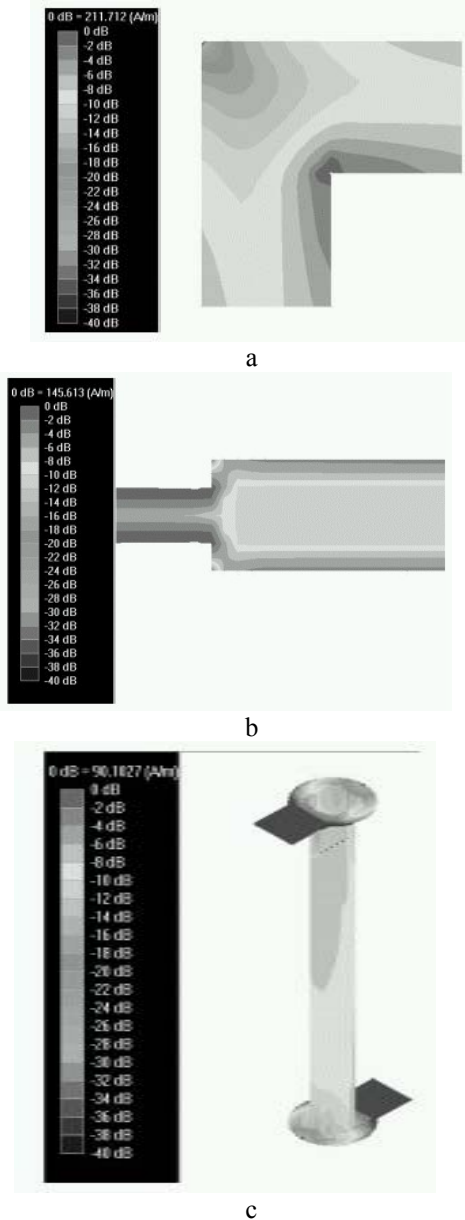 0 dB = 211.712 (A/m)
0 dB
-2 dB
-4 dB
-6 dB
-8 dB
-10 dB
-12 dB
-14 dB
-16 dB
-18 dB
-20 dB
-22 dB
-24 dB
-26 dB
-28 dB
-30 dB
-32 dB
-34 dB
-36 dB
-38 dB
-40 dB
a
0 dB = 145.613 (A/m)
0 dB
-2 dB
-4 dB
-6 dB
-8 dB
-10 dB
-12 dB
-14 dB
-16 dB
-18 dB
-20 dB
-22 dB
-24 dB
-26 dB
-28 dB
-30 dB
-32 dB
-34 dB
-36 dB
-38 dB
-40 dB
b
0 dB = 90.1827 (A/m)
0 dB
-2 dB
-4 dB
-6 dB
-8 dB
-10 dB
-12 dB
-14 dB
-16 dB
-18 dB
-20 dB
-22 dB
-24 dB
-26 dB
-28 dB
-30 dB
-32 dB
-34 dB
-36 dB
-38 dB
-40 dB
c